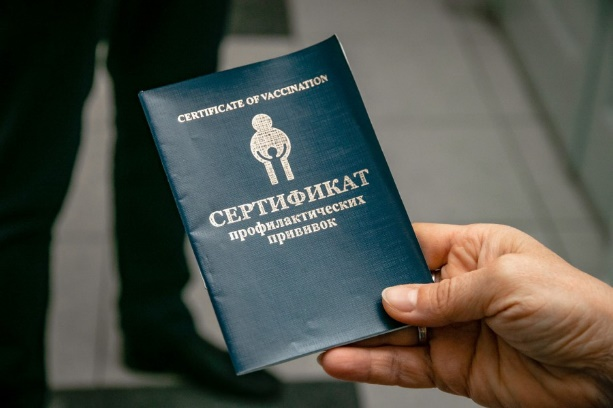 CERTIFICATE OF VACCINATION
СЕРТИФИКАТ
профилактических
прививок